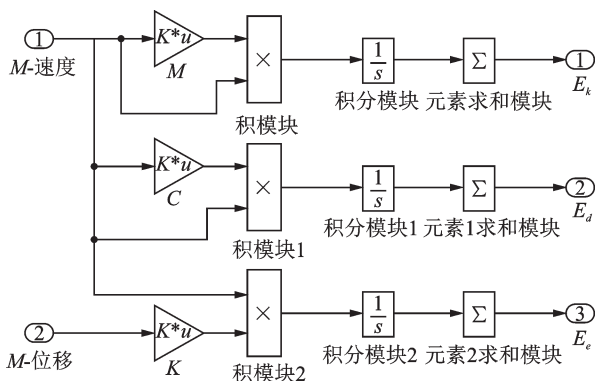 1
M-速度
K*u
M
×
积模块
1
s
积分模块
Σ
元素求和模块
1
E_k
K*u
C
×
积模块1
1
s
积分模块1
Σ
元素1求和模块
2
E_d
2
M-位移
K*u
K
×
积模块2
1
s
积分模块2
Σ
元素2求和模块
3
E_e